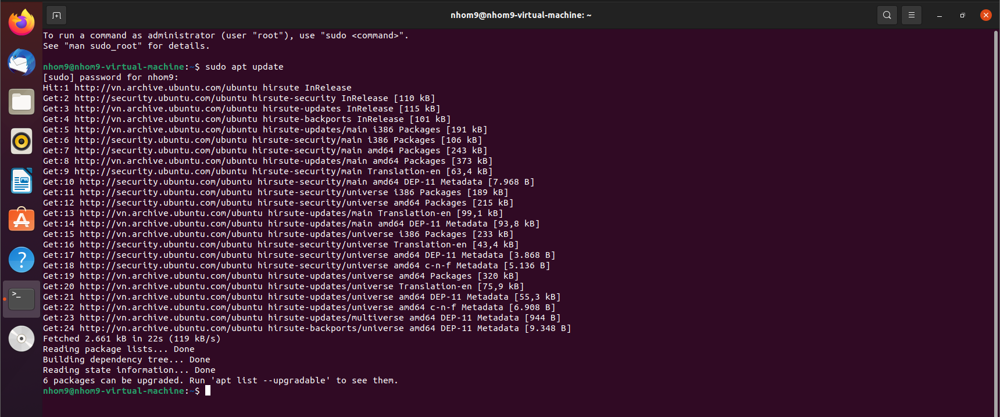 nhom9@nhom9-virtual-machine: ~
To run a command as administrator (user "root"), use "sudo <command>".
See "man sudo_root" for details.
nhom9@nhom9-virtual-machine:~$ sudo apt update
[sudo] password for nhom9:
Hit:1 http://vn.archive.ubuntu.com/ubuntu hirsute InRelease
Get:2 http://security.ubuntu.com/ubuntu hirsute-security InRelease [110 kB]
Get:3 http://vn.archive.ubuntu.com/ubuntu hirsute-updates InRelease [115 kB]
Get:4 http://vn.archive.ubuntu.com/ubuntu hirsute-backports InRelease [101 kB]
Get:5 http://vn.archive.ubuntu.com/ubuntu hirsute-updates/main i386 Packages [191 kB]
Get:6 http://security.ubuntu.com/ubuntu hirsute-security/main i386 Packages [106 kB]
Get:7 http://security.ubuntu.com/ubuntu hirsute-security/main amd64 Packages [243 kB]
Get:8 http://vn.archive.ubuntu.com/ubuntu hirsute-updates/main amd64 Packages [373 kB]
Get:9 http://security.ubuntu.com/ubuntu hirsute-security/main Translation-en [63,4 kB]
Get:10 http://security.ubuntu.com/ubuntu hirsute-security/main amd64 DEP-11 Metadata [7.968 B]
Get:11 http://security.ubuntu.com/ubuntu hirsute-security/universe i386 Packages [189 kB]
Get:12 http://security.ubuntu.com/ubuntu hirsute-security/universe amd64 Packages [215 kB]
Get:13 http://vn.archive.ubuntu.com/ubuntu hirsute-updates/main Translation-en [99,1 kB]
Get:14 http://vn.archive.ubuntu.com/ubuntu hirsute-updates/main amd64 DEP-11 Metadata [93,8 kB]
Get:15 http://vn.archive.ubuntu.com/ubuntu hirsute-updates/universe i386 Packages [233 kB]
Get:16 http://security.ubuntu.com/ubuntu hirsute-security/universe Translation-en [43,4 kB]
Get:17 http://security.ubuntu.com/ubuntu hirsute-security/universe amd64 DEP-11 Metadata [3.868 B]
Get:18 http://security.ubuntu.com/ubuntu hirsute-security/universe amd64 c-n-f Metadata [5.136 B]
Get:19 http://vn.archive.ubuntu.com/ubuntu hirsute-updates/universe amd64 Packages [320 kB]
Get:20 http://vn.archive.ubuntu.com/ubuntu hirsute-updates/universe Translation-en [75,9 kB]
Get:21 http://vn.archive.ubuntu.com/ubuntu hirsute-updates/universe amd64 DEP-11 Metadata [55,3 kB]
Get:22 http://vn.archive.ubuntu.com/ubuntu hirsute-updates/universe amd64 c-n-f Metadata [6.908 B]
Get:23 http://vn.archive.ubuntu.com/ubuntu hirsute-updates/multiverse amd64 DEP-11 Metadata [944 B]
Get:24 http://vn.archive.ubuntu.com/ubuntu hirsute-backports/universe amd64 DEP-11 Metadata [9.348 B]
Fetched 2.661 kB in 22s (119 kB/s)
Reading package lists... Done
Building dependency tree... Done
Reading state information... Done
6 packages can be upgraded. Run 'apt list --upgradable' to see them.
nhom9@nhom9-virtual-machine:~$